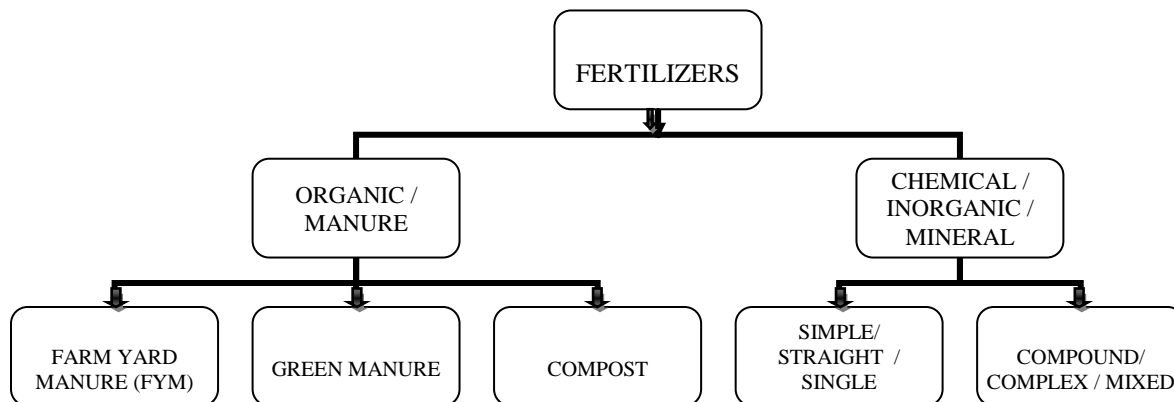 FERTILIZERS
ORGANIC /
MANURE
CHEMICAL /
INORGANIC /
MINERAL
FARM YARD
MANURE (FYM)
GREEN MANURE
COMPOST
SIMPLE/
STRAIGHT /
SINGLE
COMPOUND/
COMPLEX / MIXED